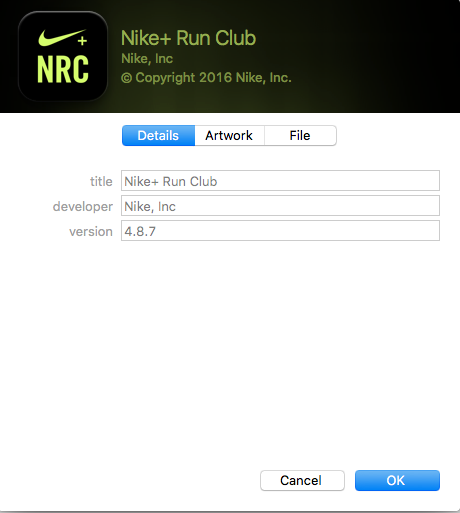 +
NRC
Nike+ Run Club
Nike, Inc
© Copyright 2016 Nike, Inc.
Details Artwork File
title Nike+ Run Club
developer Nike, Inc
version 4.8.7
Cancel OK